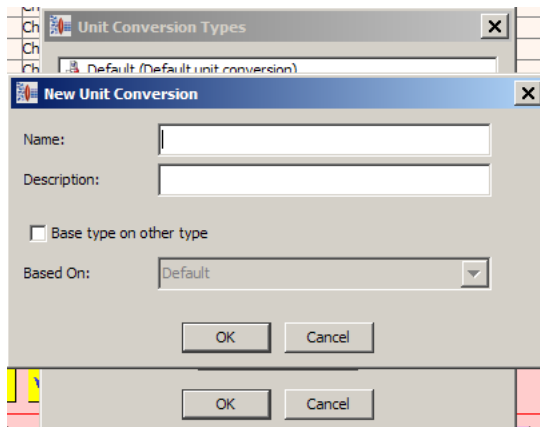 Ch
Ch
Unit Conversion Types
Ch
Ch
Default (Default unit conversion)
New Unit Conversion
Name:
Description:
Base type on other type
Based On:
Default
OK
Cancel
OK
Cancel